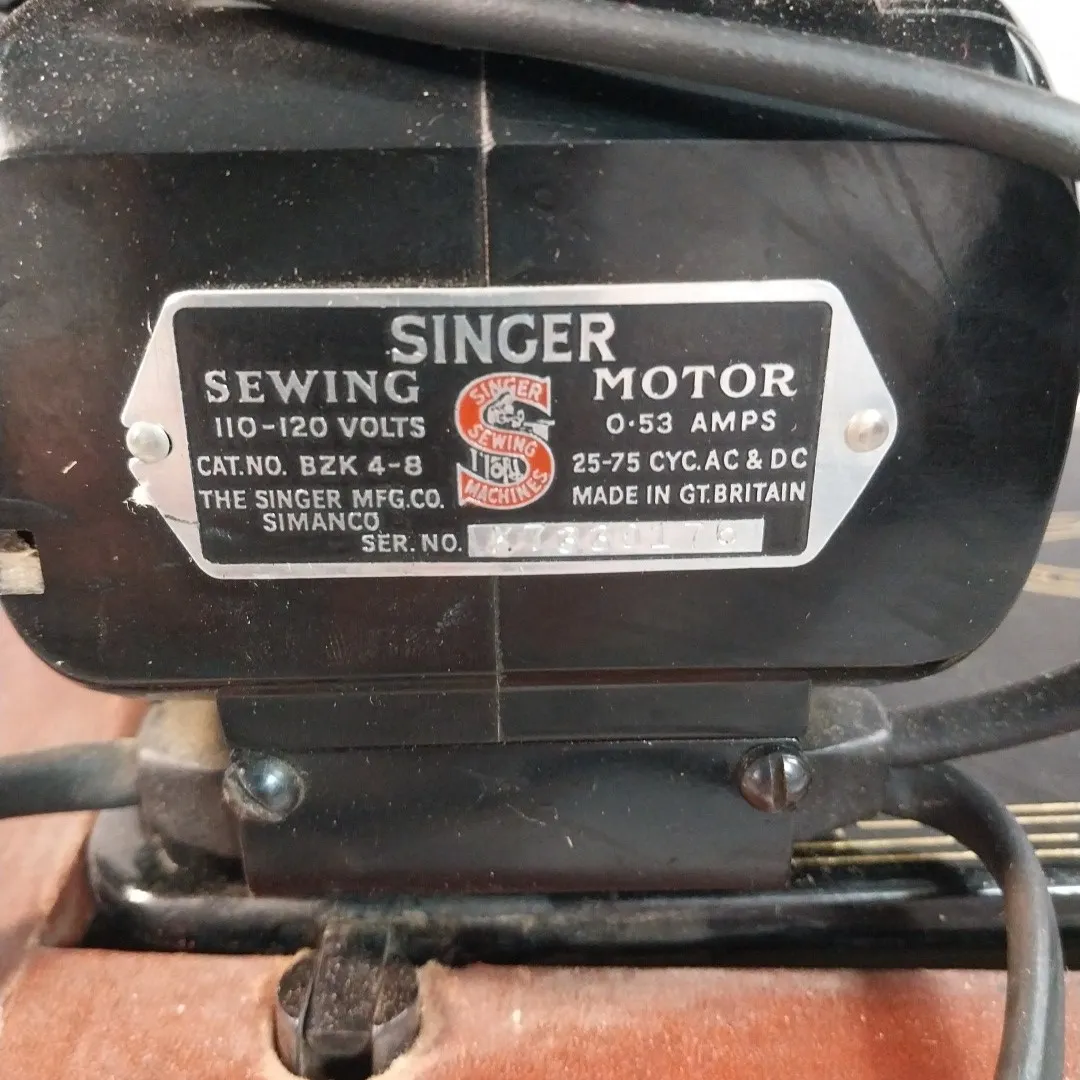 SINGER
SEWING MOTOR
110-120 VOLTS 0·53 AMPS
CAT.NO. BZK 4-8 25-75 CYC.AC & DC
THE SINGER MFG.CO. MADE IN GT.BRITAIN
SIMANCO
SER. NO.
SINGER
SEWING
MACHINES